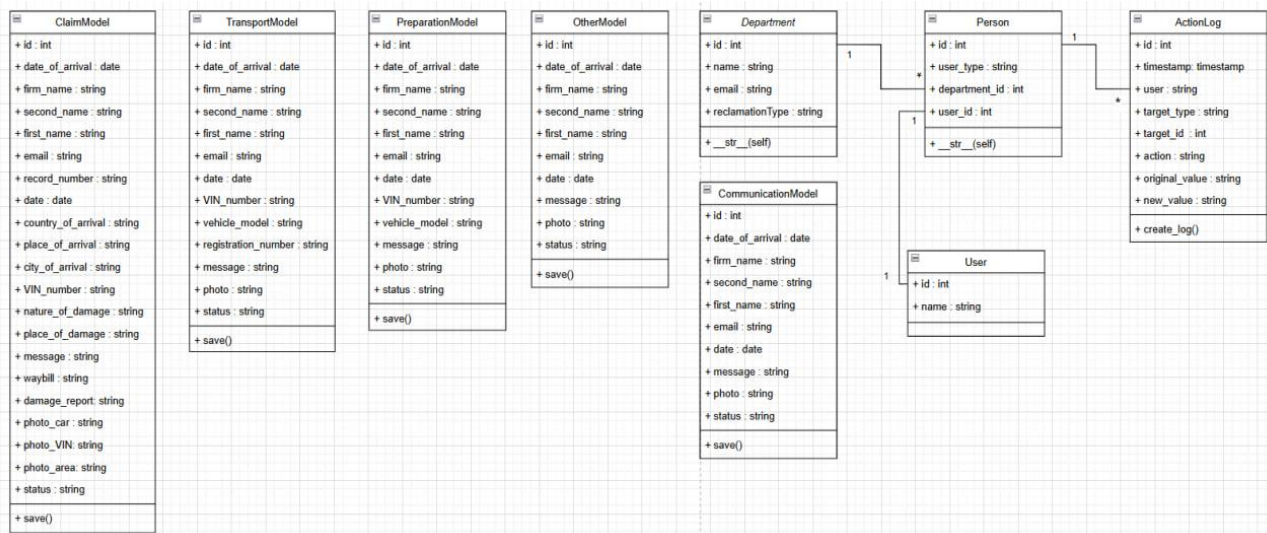 ClaimModel
+ id : int
+ date_of_arrival : date
+ firm_name : string
+ second_name : string
+ first_name : string
+ email : string
+ record_number : string
+ date : date
+ country_of_arrival : string
+ place_of_arrival : string
+ city_of_arrival : string
+ VIN_number : string
+ nature_of_damage : string
+ place_of_damage : string
+ message : string
+ waybill : string
+ damage_report: string
+ photo_car : string
+ photo_VIN: string
+ photo_area: string
+ status : string
+ save()
TransportModel
+ id : int
+ date_of_arrival : date
+ firm_name : string
+ second_name : string
+ first_name : string
+ email : string
+ date : date
+ VIN_number : string
+ vehicle_model : string
+ registration_number : string
+ message : string
+ photo : string
+ status : string
+ save()
PreparationModel
+ id : int
+ date_of_arrival : date
+ firm_name : string
+ second_name : string
+ first_name : string
+ email : string
+ date : date
+ VIN_number : string
+ vehicle_model : string
+ message : string
+ photo : string
+ status : string
+ save()
OtherModel
+ id : int
+ date_of_arrival : date
+ firm_name : string
+ second_name : string
+ first_name : string
+ email : string
+ date : date
+ message : string
+ photo : string
+ status : string
+ save()
Department
+ id : int
+ name : string
+ email : string
+ reclamationType : string
+ __str__(self)
1
*
Person
+ id : int
+ user_type : string
+ department_id : int
+ user_id : int
+ __str__(self)
1
1
*
ActionLog
+ id : int
+ timestamp: timestamp
+ user : string
+ target_type : string
+ target_id : int
+ action : string
+ original_value : string
+ new_value : string
+ create_log()
CommunicationModel
+ id : int
+ date_of_arrival : date
+ firm_name : string
+ second_name : string
+ first_name : string
+ email : string
+ date : date
+ message : string
+ photo : string
+ status : string
+ save()
1
User
+ id : int
+ name : string